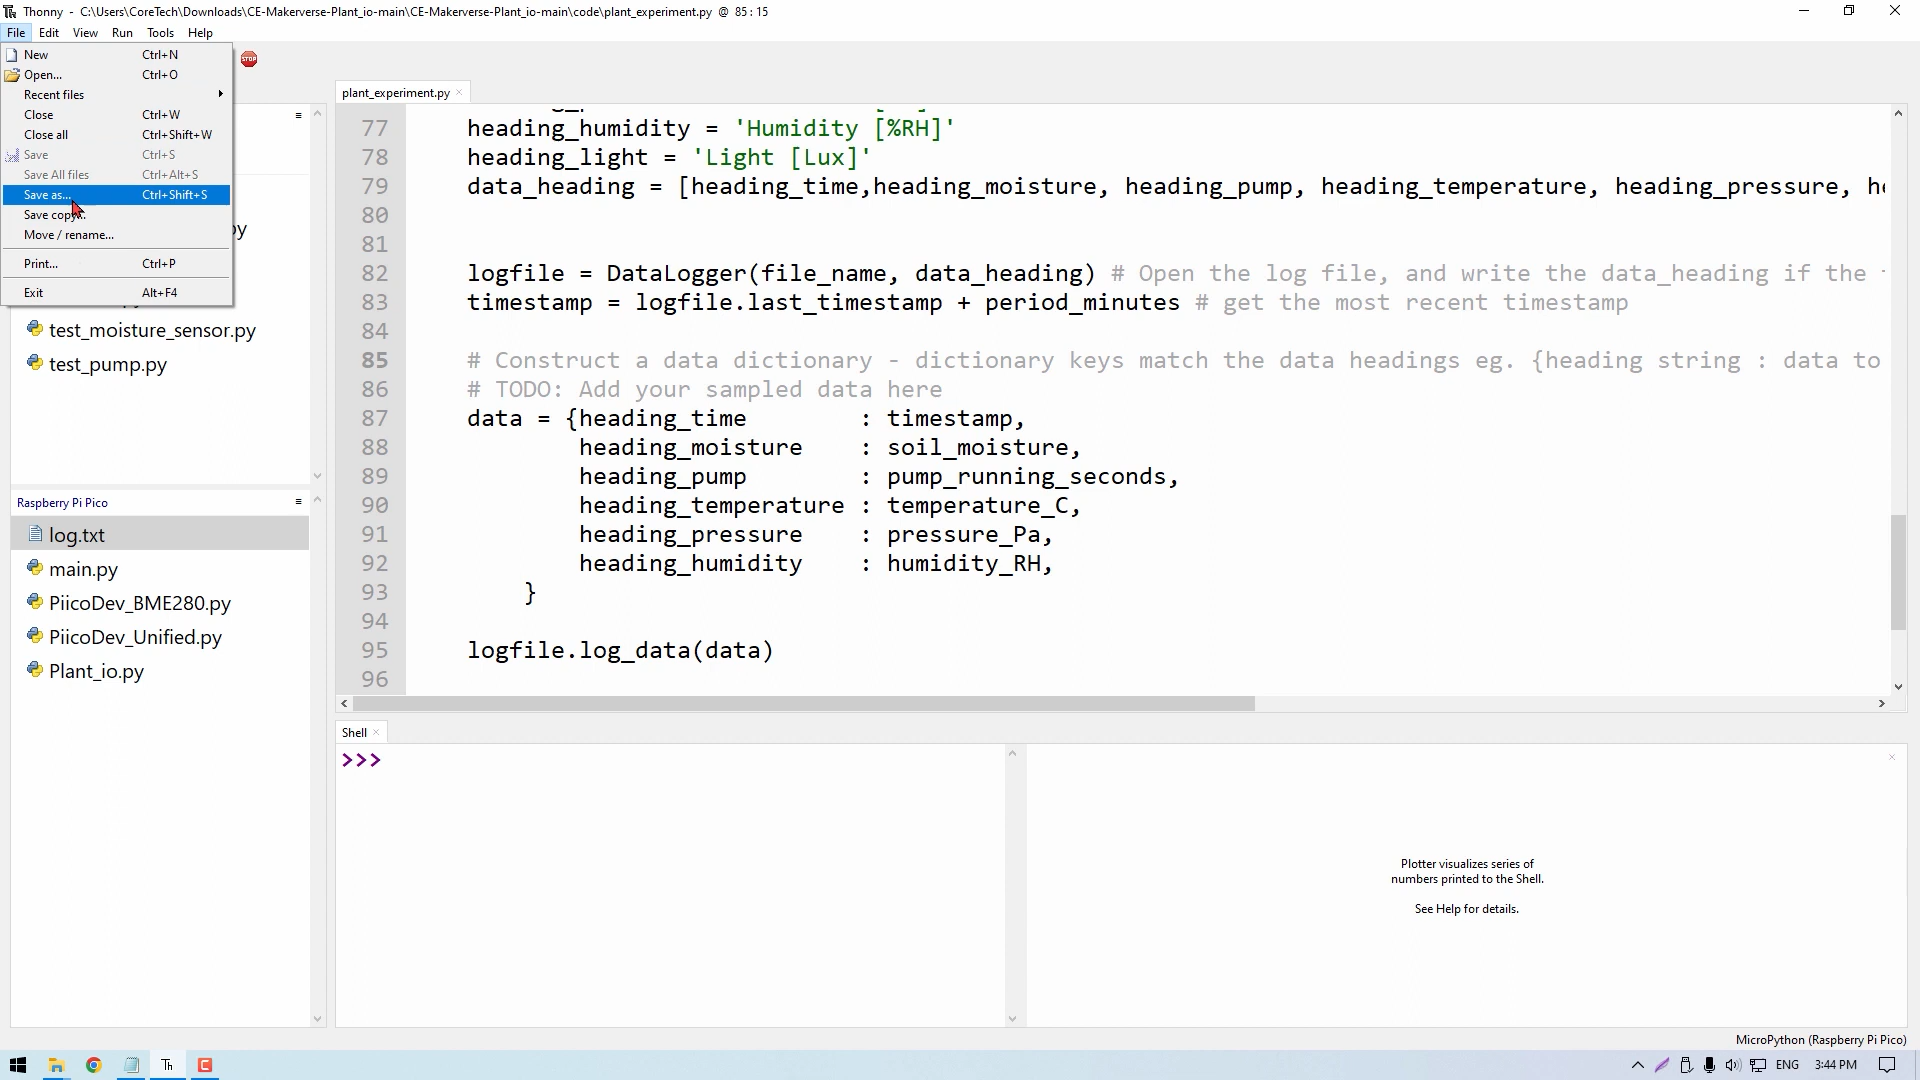 Thonny - C:\Users\CoreTech\Downloads\CE-Makerverse-Plant_io-main\CE-Makerverse-Plant_io-main\code\plant_experiment.py @ 85 : 15
File Edit View Run Tools Help
New Ctrl+N
Open... Ctrl+O
Recent files
Close Ctrl+W
Close all Ctrl+Shift+W
Save Ctrl+S
Save All files Ctrl+Alt+S
Save as... Ctrl+Shift+S
Save copy...
Move / rename...
Print... Ctrl+P
Exit Alt+F4
STOP
test_moisture_sensor.py
test_pump.py
Raspberry Pi Pico
log.txt
main.py
PiicoDev_BME280.py
PiicoDev_Unified.py
Plant_io.py
plant_experiment.py
77 heading_humidity = 'Humidity [%RH]'
78 heading_light = 'Light [Lux]'
79 data_heading = [heading_time,heading_moisture, heading_pump, heading_temperature, heading_pressure, he
80
81
82 logfile = DataLogger(file_name, data_heading) # Open the log file, and write the data_heading if the
83 timestamp = logfile.last_timestamp + period_minutes # get the most recent timestamp
84
85 # Construct a data dictionary - dictionary keys match the data headings eg. {heading string : data to
86 # TODO: Add your sampled data here
87 data = {heading_time : timestamp,
88 heading_moisture : soil_moisture,
89 heading_pump : pump_running_seconds,
90 heading_temperature : temperature_C,
91 heading_pressure : pressure_Pa,
92 heading_humidity : humidity_RH,
93 }
94
95 logfile.log_data(data)
96
Shell
>>>
Plotter visualizes series of
numbers printed to the Shell.
See Help for details.
MicroPython (Raspberry Pi Pico)
Th
C
ENG 3:44 PM